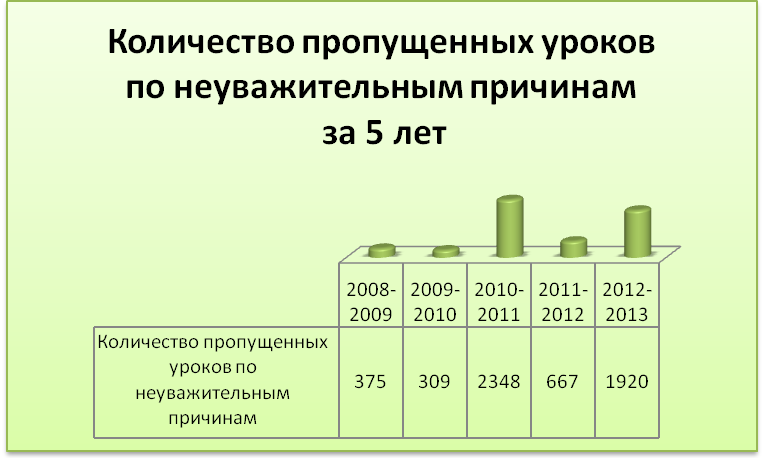 Количество пропущенных уроков
по неуважительным причинам
за 5 лет
2008-
2009
2009-
2010
2010-
2011
2011-
2012
2012-
2013
Количество пропущенных
уроков по
неуважительным
причинам
375 309 2348 667 1920